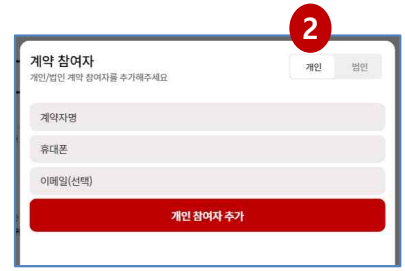 2
계약 참여자
개인/법인 계약 참여자를 추가해주세요
개인 법인
계약자명
휴대폰
이메일(선택)
개인 참여자 추가